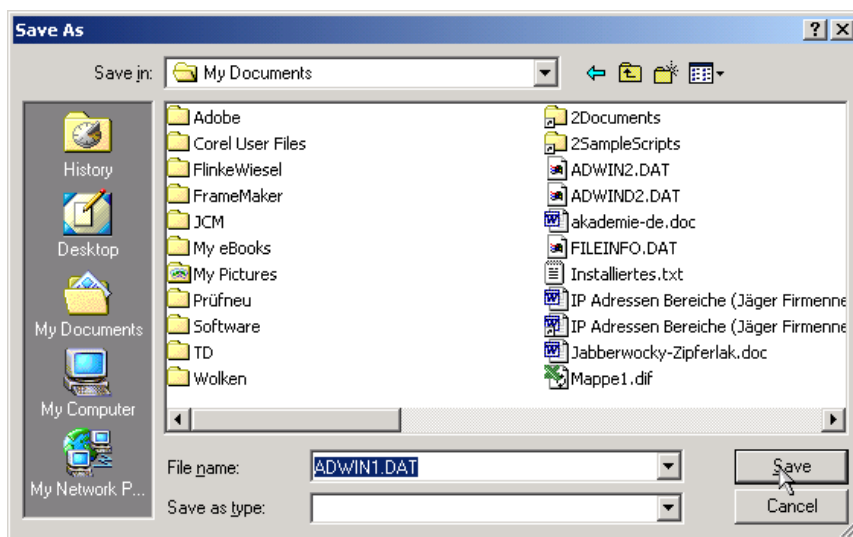 Save As
Save in:
My Documents
History
Desktop
My Documents
My Computer
My Network P...
Adobe
Corel User Files
FlinkeWiesel
FrameMaker
JCM
My eBooks
My Pictures
Prüfneu
Software
TD
Wolken
2Documents
2SampleScripts
ADWIN2.DAT
ADWIND2.DAT
akademie-de.doc
FILEINFO.DAT
Installiertes.txt
IP Adressen Bereiche (Jäger Firmenne
IP Adressen Bereiche (Jäger Firmenne
Jabberwocky-Zipferlak.doc
Mappe1.dif
File name:
ADWIN1.DAT
Save
Save as type:
Cancel